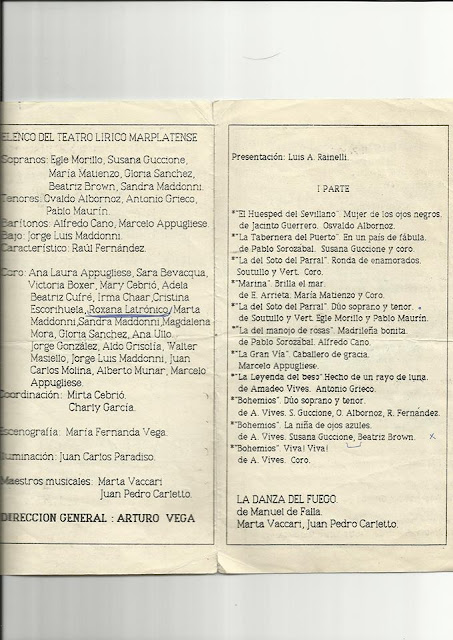 ELENCO DEL TEATRO LIRICO MARPLATENSE
Sopranos: Egle Morillo, Susana Guccione,
María Matienzo, Gloria Sanchez,
Beatriz Brown, Sandra Maddonni.
Tenores: Osvaldo Albornoz, Antonio Grieco,
Pablo Maurín.
Barítonos: Alfredo Cano, Marcelo Appugliese.
Bajo: Jorge Luis Maddonni.
Característico: Raúl Fernández.
Coro: Ana Laura Appugliese, Sara Bevacqua,
Victoria Boxer, Mary Cebrió, Adela
Beatriz Cufré, Irma Chaar, Cristina
Escorihuela, Roxana Latrónico, Marta
Maddonni, Sandra Maddonni, Magdalena
Mora, Gloria Sanchez, Ana Ullo.
Jorge González, Aldo Grisolía, Walter
Masiello, Jorge Luis Maddonni, Juan
Carlos Molina, Alberto Munar, Marcelo
Appugliese.
Coordinación: Mirta Cebrió.
Charly García.
Escenografía: María Fernanda Vega.
Iluminación: Juan Carlos Paradiso.
Maestros musicales: Marta Vaccari
Juan Pedro Carletto.
DIRECCION GENERAL : ARTURO VEGA
Presentación: Luis A. Rainelli.
I PARTE
*"El Huesped del Sevillano". Mujer de los ojos negros.
de Jacinto Guerrero. Osvaldo Albornoz.
*"La Tabernera del Puerto". En un país de fábula.
de Pablo Sorozabal. Susana Guccione y coro.
*"La del Soto del Parral". Ronda de enamorados.
Soutullo y Vert. Coro.
*"Marina". Brilla el mar.
de E. Arrieta. María Matienzo y Coro.
*"La del Soto del Parral". Dúo soprano y tenor.
de Soutullo y Vert. Egle Morillo y Pablo Maurín.
*"La del manojo de rosas". Madrileña bonita.
de Pablo Sorozabal. Alfredo Cano.
*"La Gran Vía". Caballero de gracia.
Marcelo Appugliese.
*"La Leyenda del beso" Hecho de un rayo de luna.
de Amadeo Vives. Antonio Grieco.
*"Bohemios". Dúo soprano y tenor.
de A. Vives. S. Guccione, O. Albornoz, R. Fernández.
*"Bohemios". La niña de ojos azules.
de A. Vives. Susana Guccione, Beatriz Brown. x
*"Bohemios". Viva! Viva!
de A. Vives. Coro.
LA DANZA DEL FUEGO.
de Manuel de Falla.
Marta Vaccari, Juan Pedro Carletto.